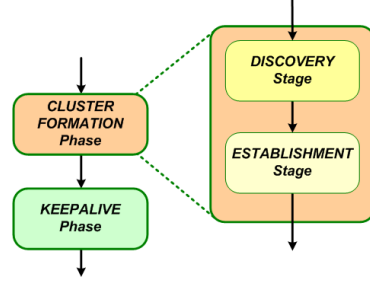 CLUSTER
FORMATION
Phase
KEEPALIVE
Phase
DISCOVERY
Stage
ESTABLISHMENT
Stage